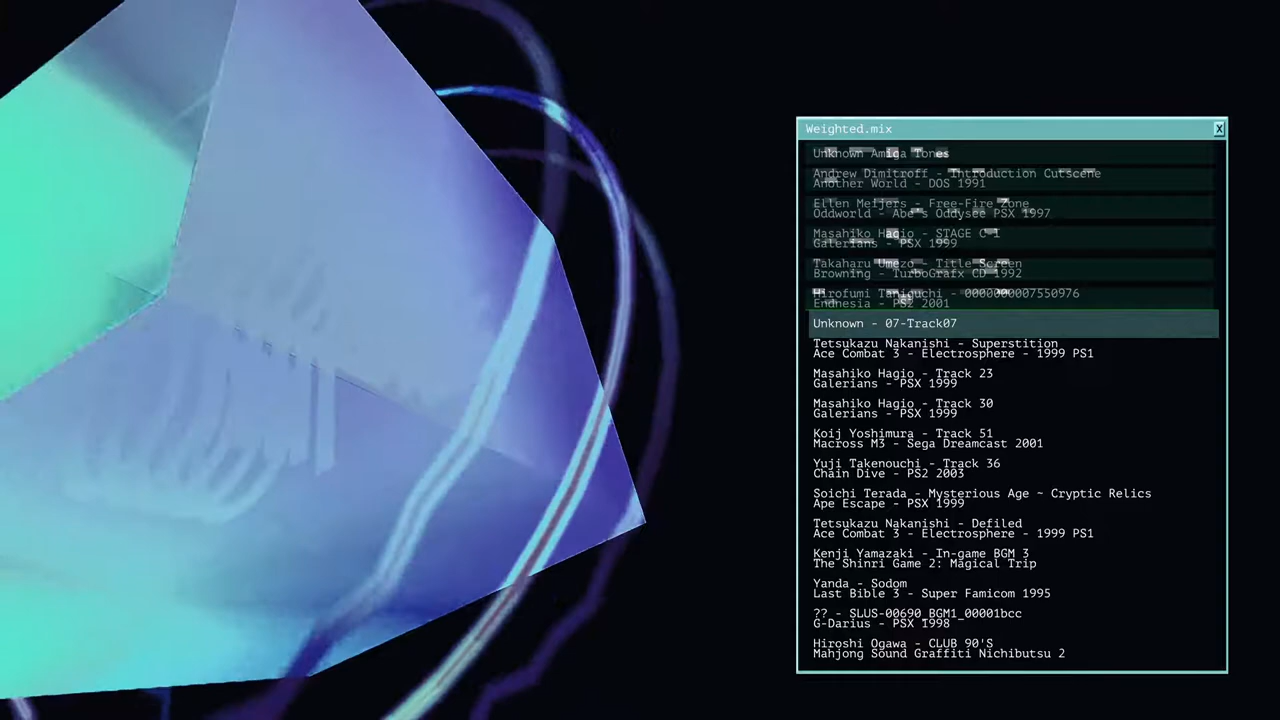 Weighted.mix
X
Unknown Amiga Tones
Andrew Dimitroff - Introduction Cutscene
Another World - DOS 1991
Ellen Meijers - Free-Fire Zone
Oddworld - Abe's Oddysee PSX 1997
Masahiko Hagio - STAGE C-1
Galerians - PSX 1999
Takaharu Umezo - Title Screen
Browning - TurboGrafx CD 1992
Hirofumi Taniguchi - 0000000007550976
Endnesia - PS2 2001
Unknown - 07-Track07
Tetsukazu Nakanishi - Superstition
Ace Combat 3 - Electrosphere - 1999 PS1
Masahiko Hagio - Track 23
Galerians - PSX 1999
Masahiko Hagio - Track 30
Galerians - PSX 1999
Koij Yoshimura - Track 51
Macross M3 - Sega Dreamcast 2001
Yuji Takenouchi - Track 36
Chain Dive - PS2 2003
Soichi Terada - Mysterious Age ~ Cryptic Relics
Ape Escape - PSX 1999
Tetsukazu Nakanishi - Defiled
Ace Combat 3 - Electrosphere - 1999 PS1
Kenji Yamazaki - In-game BGM 3
The Shinri Game 2: Magical Trip
Yanda - Sodom
Last Bible 3 - Super Famicom 1995
?? - SLUS-00690_BGM1_00001bcc
G-Darius - PSX 1998
Hiroshi Ogawa - CLUB 90'S
Mahjong Sound Graffiti Nichibutsu 2